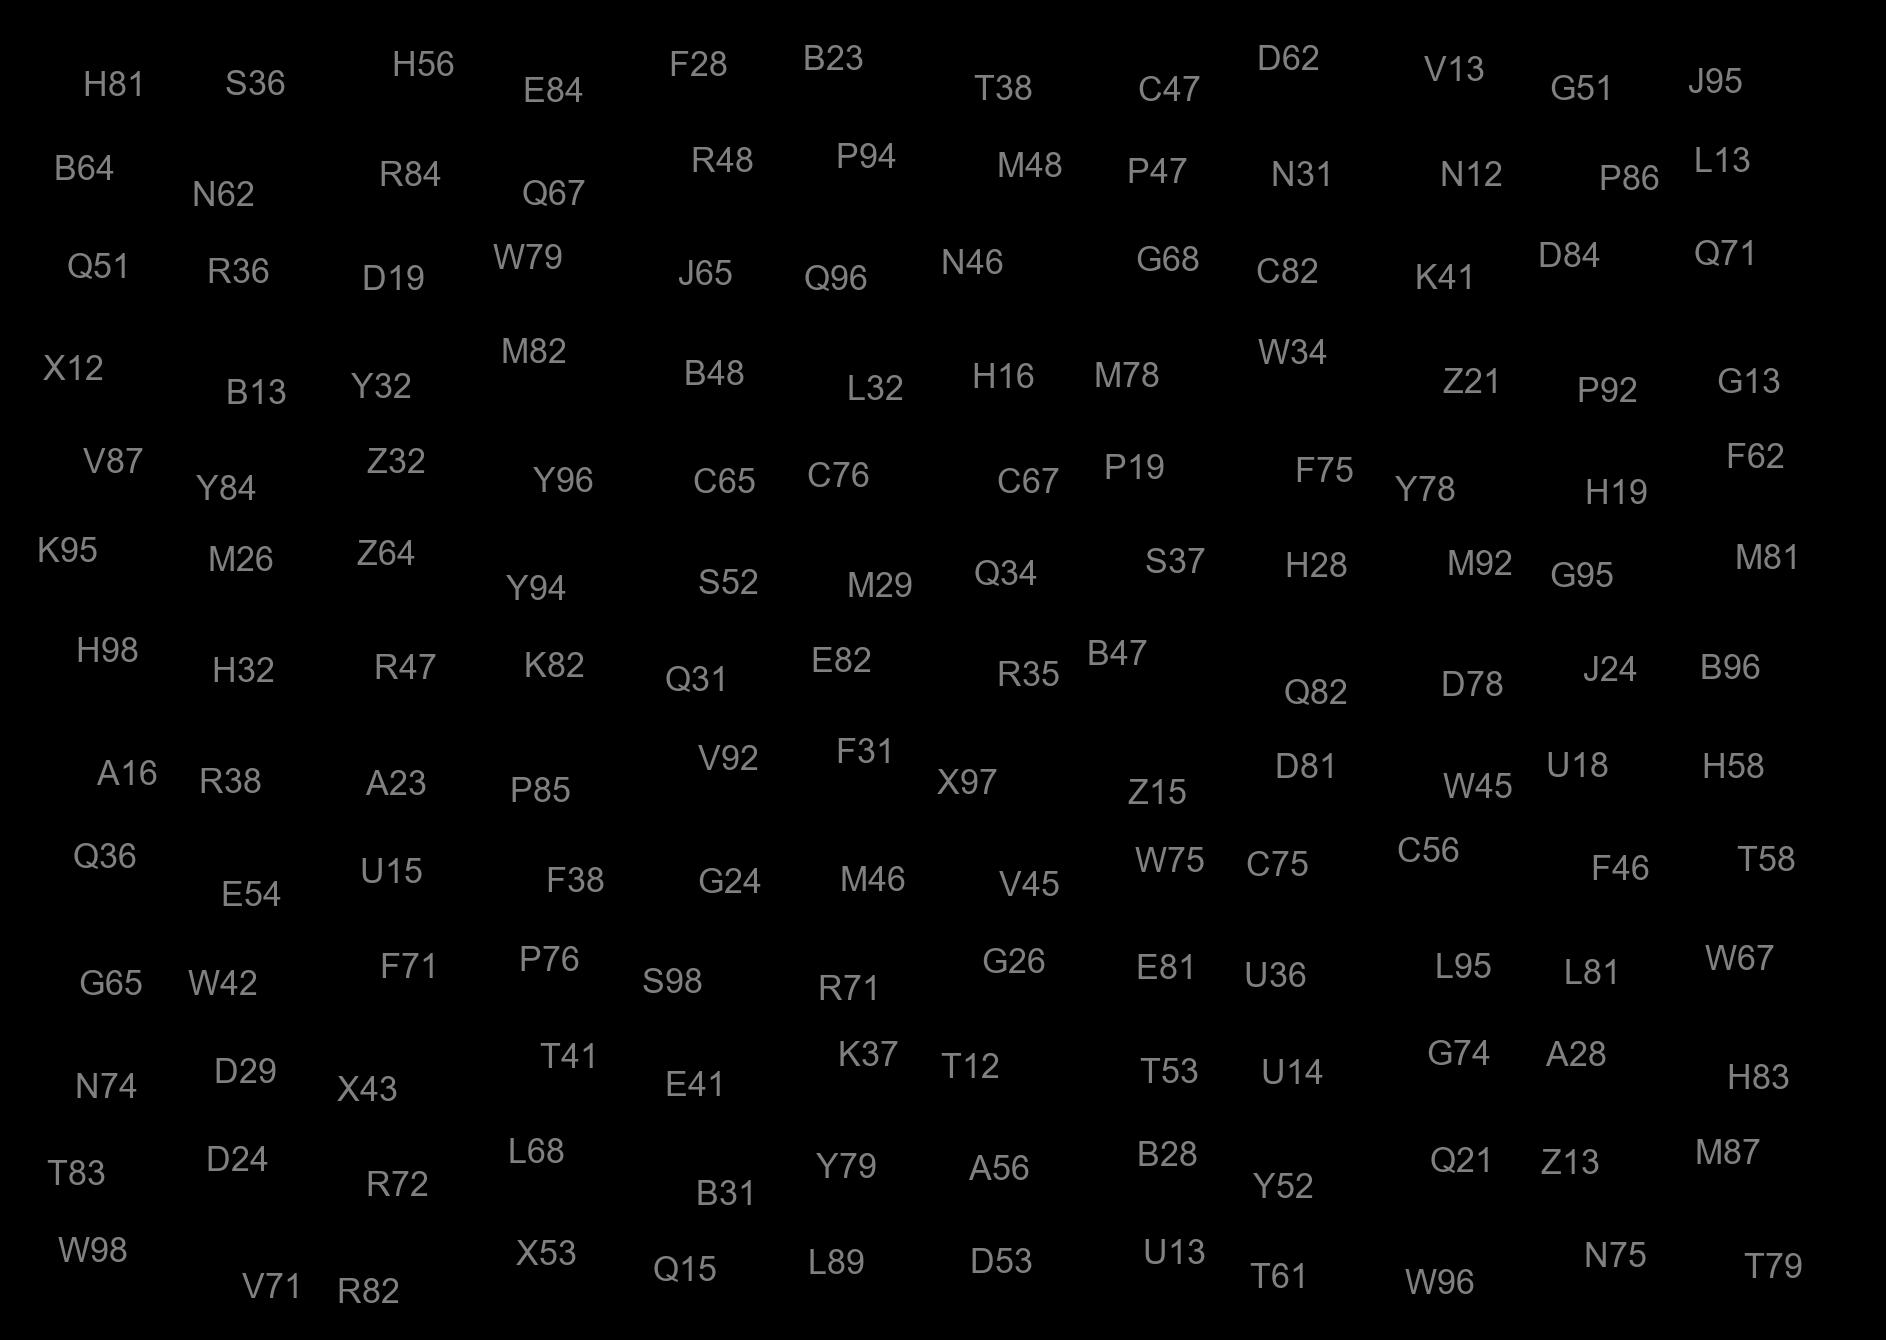 H81 S36 H56 E84 F28 B23 T38 C47 D62 V13 G51 J95
B64 N62 R84 Q67 R48 P94 M48 P47 N31 N12 P86 L13
Q51 R36 D19 W79 J65 Q96 N46 G68 C82 K41 D84 Q71
X12 B13 Y32 M82 B48 L32 H16 M78 W34 Z21 P92 G13
V87 Y84 Z32 Y96 C65 C76 C67 P19 F75 Y78 H19 F62
K95 M26 Z64 Y94 S52 M29 Q34 S37 H28 M92 G95 M81
H98 H32 R47 K82 Q31 E82 R35 B47 Q82 D78 J24 B96
A16 R38 A23 P85 V92 F31 X97 Z15 D81 W45 U18 H58
Q36 E54 U15 F38 G24 M46 V45 W75 C75 C56 F46 T58
G65 W42 F71 P76 S98 R71 G26 E81 U36 L95 L81 W67
N74 D29 X43 T41 E41 K37 T12 T53 U14 G74 A28 H83
T83 D24 R72 L68 B31 Y79 A56 B28 Y52 Q21 Z13 M87
W98 V71 R82 X53 Q15 L89 D53 U13 T61 W96 N75 T79